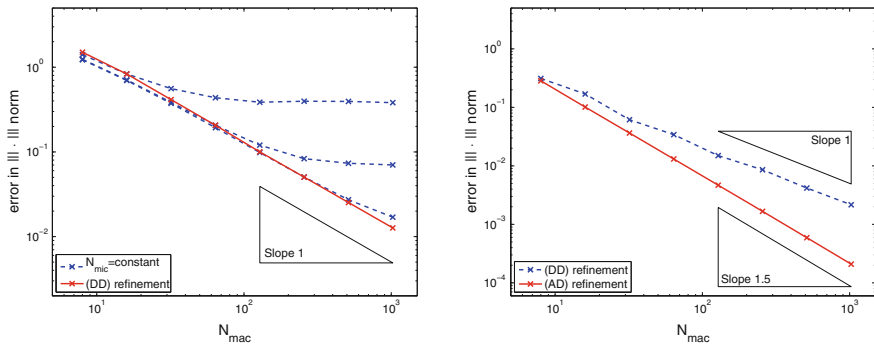 error in ||| · ||| norm
10^0
10^-1
10^-2
Slope 1
N_mic=constant
(DD) refinement
10^1
10^2
10^3
N_mac
error in ||| · ||| norm
10^0
10^-1
10^-2
10^-3
10^-4
Slope 1
Slope 1.5
(DD) refinement
(AD) refinement
10^1
10^2
10^3
N_mac